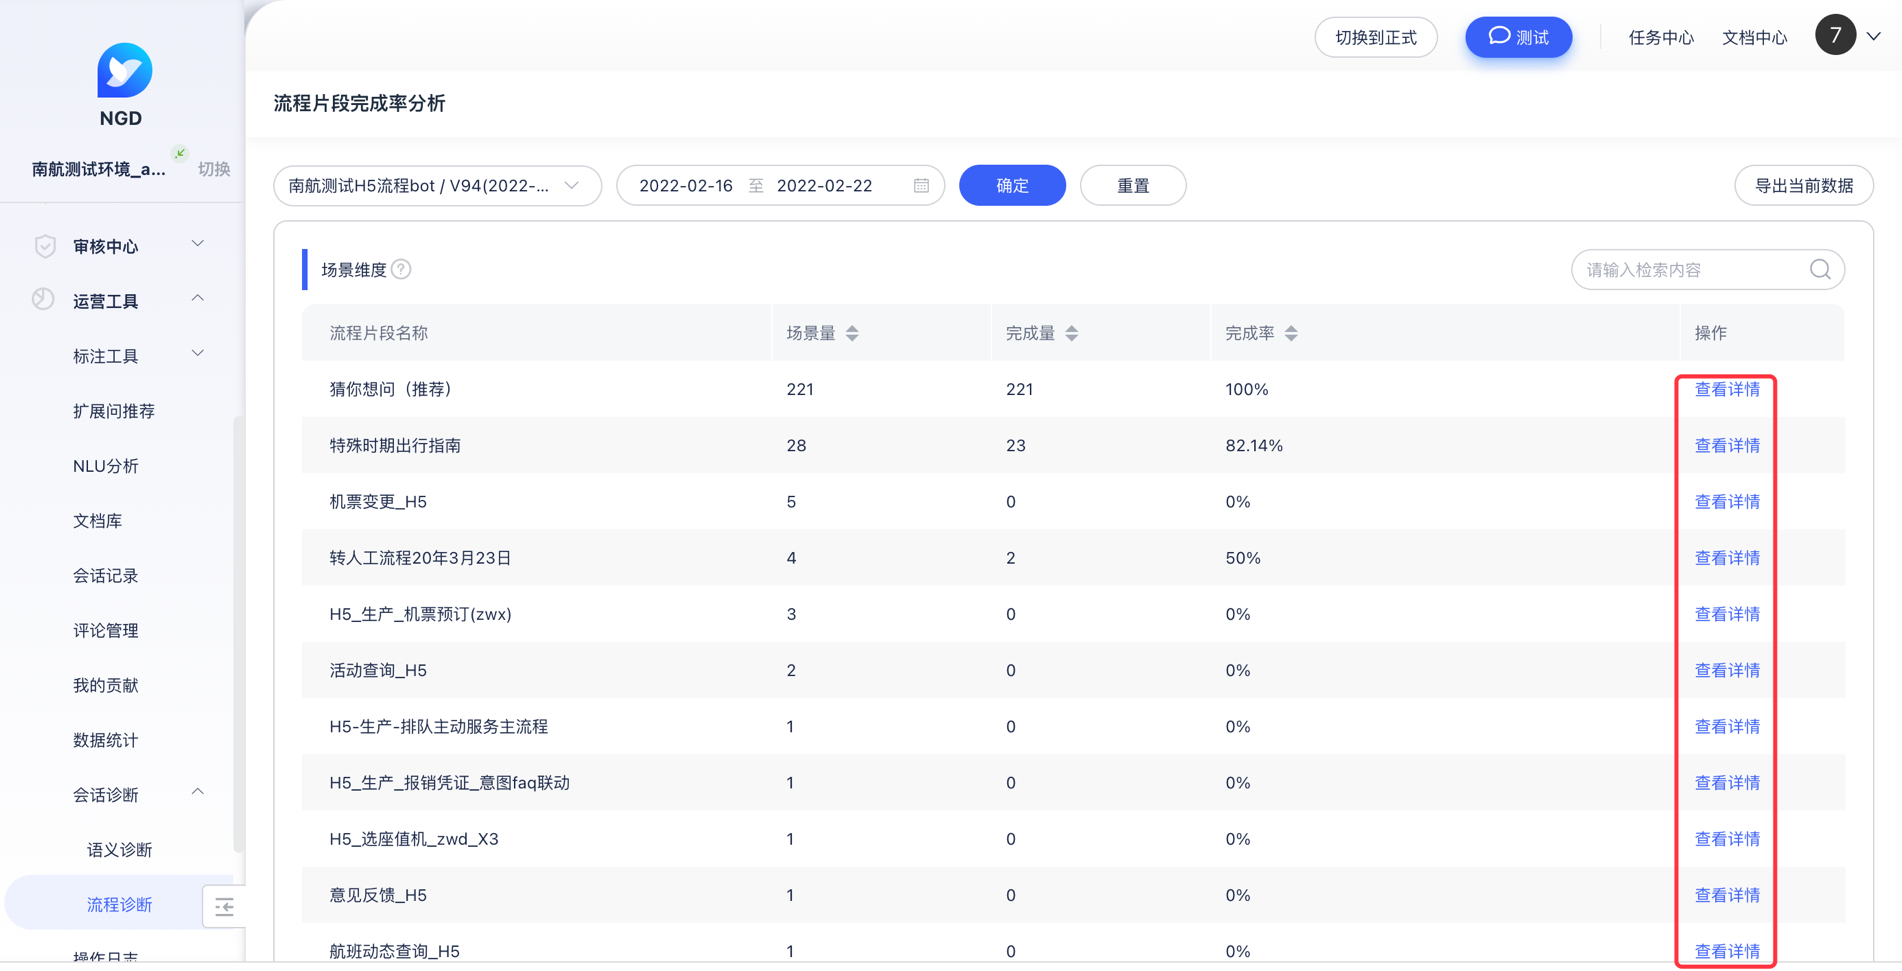 NGD
南航测试环境_a...
切换
审核中心
运营工具
标注工具
扩展问推荐
NLU分析
文档库
会话记录
评论管理
我的贡献
数据统计
会话诊断
语义诊断
流程诊断
操作日志
切换到正式
测试
任务中心
文档中心
7
流程片段完成率分析
南航测试H5流程bot / V94(2022-...
2022-02-16 至 2022-02-22
确定
重置
导出当前数据
场景维度 ?
请输入检索内容
流程片段名称 场景量 完成量 完成率 操作
猜你想问（推荐） 221 221 100% 查看详情
特殊时期出行指南 28 23 82.14% 查看详情
机票变更_H5 5 0 0% 查看详情
转人工流程20年3月23日 4 2 50% 查看详情
H5_生产_机票预订(zwx) 3 0 0% 查看详情
活动查询_H5 2 0 0% 查看详情
H5-生产-排队主动服务主流程 1 0 0% 查看详情
H5_生产_报销凭证_意图faq联动 1 0 0% 查看详情
H5_选座值机_zwd_X3 1 0 0% 查看详情
意见反馈_H5 1 0 0% 查看详情
航班动态查询_H5 1 0 0% 查看详情